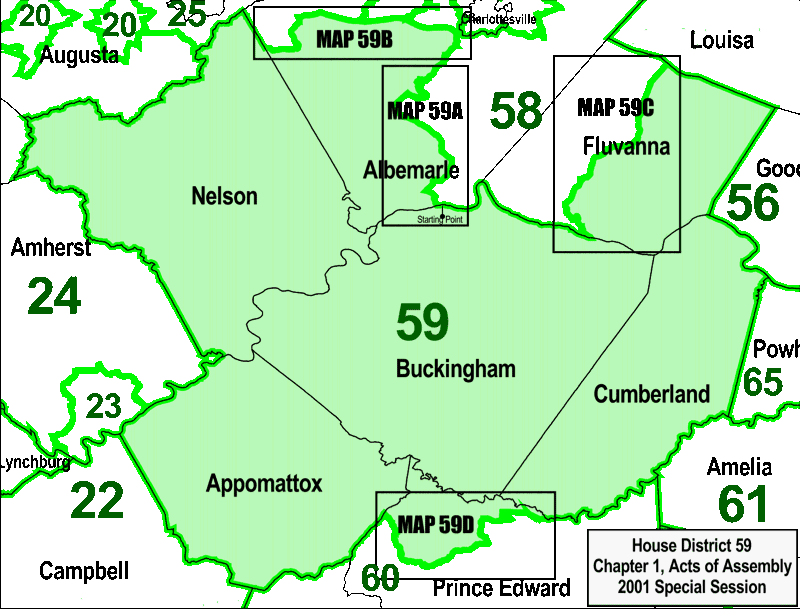 20
20
25
Charlottesville
Augusta
MAP 59B
Louisa
MAP 59A
58
MAP 59C
Fluvanna
Albemarle
Nelson
Gooc
56
Starting Point
Amherst
24
59
Buckingham
Powh
65
Cumberland
23
Lynchburg
22
Appomattox
Amelia
61
MAP 59D
60
Prince Edward
Campbell
House District 59
Chapter 1, Acts of Assembly
2001 Special Session